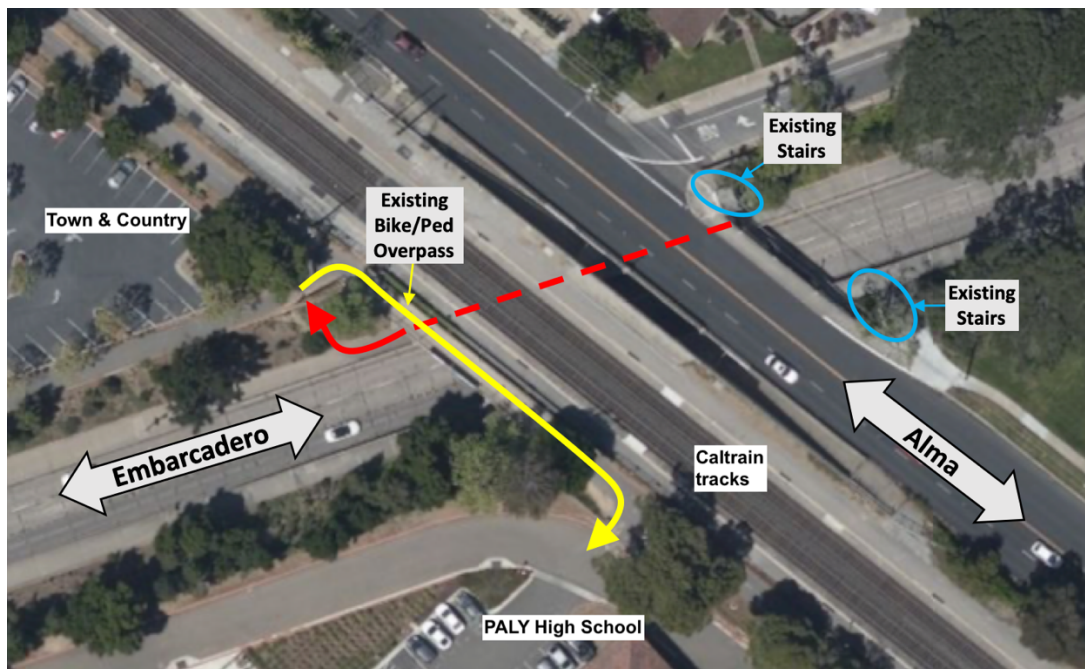 Existing
Stairs
Existing
Bike/Ped
Overpass
Town & Country
Existing
Stairs
Embarcadero
Alma
Caltrain
tracks
PALY High School